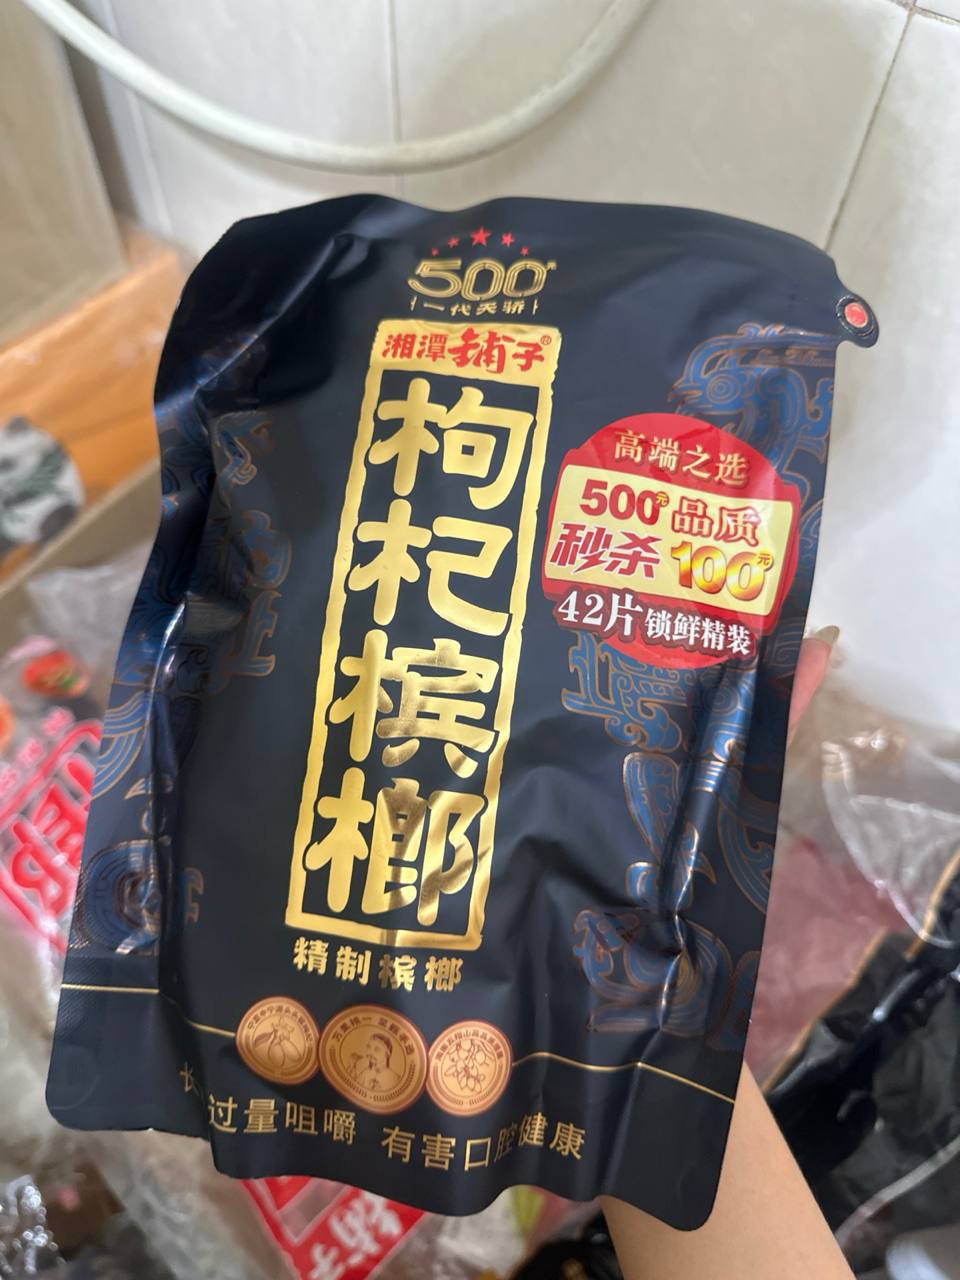 500
一代天骄
湘潭铺子®
枸杞槟榔
高端之选
500元品质
秒杀100元
42片锁鲜精装
精制槟榔
过量咀嚼 有害口腔健康